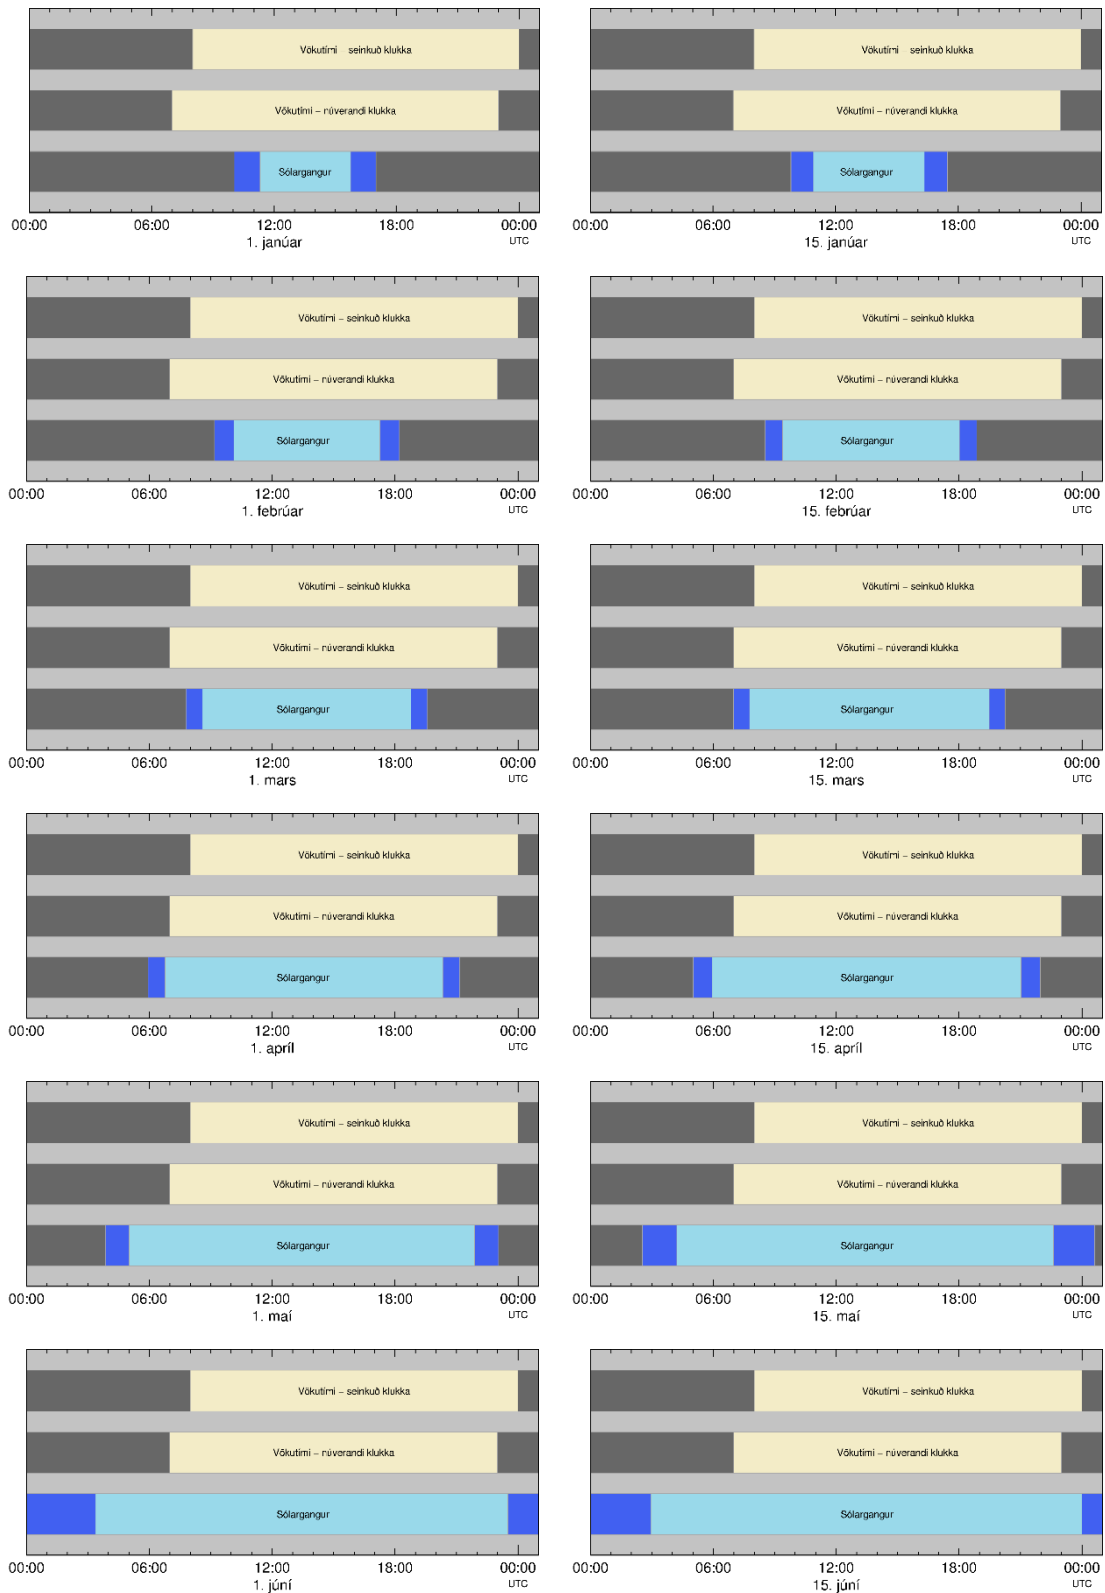 Vökutími – seinkuð klukka
Vökutími – núverandi klukka
Sólargangur
00:00 06:00 12:00 18:00 00:00
1. janúar UTC
Vökutími – seinkuð klukka
Vökutími – núverandi klukka
Sólargangur
00:00 06:00 12:00 18:00 00:00
15. janúar UTC
Vökutími – seinkuð klukka
Vökutími – núverandi klukka
Sólargangur
00:00 06:00 12:00 18:00 00:00
1. febrúar UTC
Vökutími – seinkuð klukka
Vökutími – núverandi klukka
Sólargangur
00:00 06:00 12:00 18:00 00:00
15. febrúar UTC
Vökutími – seinkuð klukka
Vökutími – núverandi klukka
Sólargangur
00:00 06:00 12:00 18:00 00:00
1. mars UTC
Vökutími – seinkuð klukka
Vökutími – núverandi klukka
Sólargangur
00:00 06:00 12:00 18:00 00:00
15. mars UTC
Vökutími – seinkuð klukka
Vökutími – núverandi klukka
Sólargangur
00:00 06:00 12:00 18:00 00:00
1. apríl UTC
Vökutími – seinkuð klukka
Vökutími – núverandi klukka
Sólargangur
00:00 06:00 12:00 18:00 00:00
15. apríl UTC
Vökutími – seinkuð klukka
Vökutími – núverandi klukka
Sólargangur
00:00 06:00 12:00 18:00 00:00
1. maí UTC
Vökutími – seinkuð klukka
Vökutími – núverandi klukka
Sólargangur
00:00 06:00 12:00 18:00 00:00
15. maí UTC
Vökutími – seinkuð klukka
Vökutími – núverandi klukka
Sólargangur
00:00 06:00 12:00 18:00 00:00
1. júní UTC
Vökutími – seinkuð klukka
Vökutími – núverandi klukka
Sólargangur
00:00 06:00 12:00 18:00 00:00
15. júní UTC